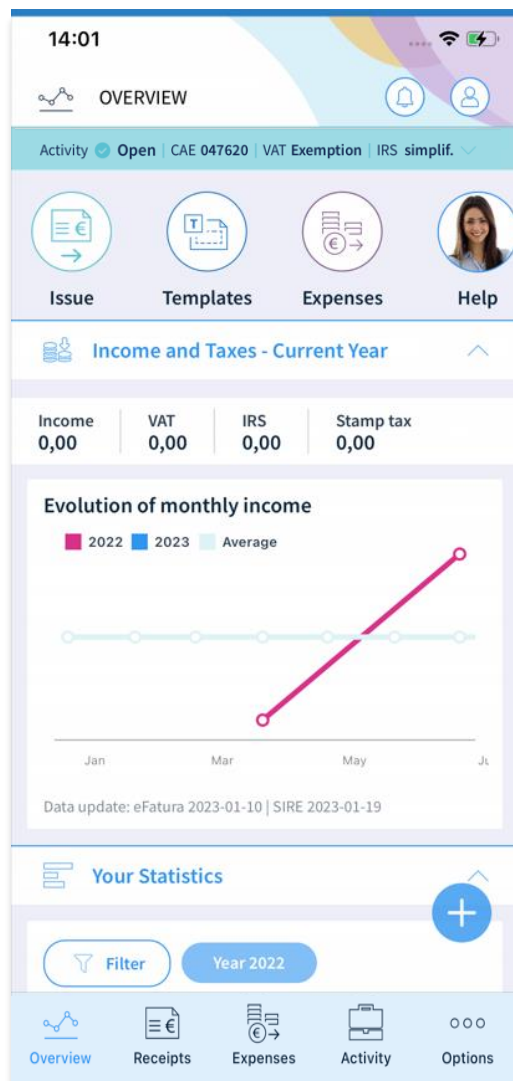 14:01
OVERVIEW
Activity Open | CAE 047620 | VAT Exemption | IRS simplif.
€
T
€
Issue Templates Expenses Help
Income and Taxes - Current Year
Income VAT IRS Stamp tax
0,00 0,00 0,00 0,00
Evolution of monthly income
2022 2023 Average
Jan Mar May
Data update: eFatura 2023-01-10 | SIRE 2023-01-19
Your Statistics
+
Filter Year 2022
€ €
Overview Receipts Expenses Activity Options